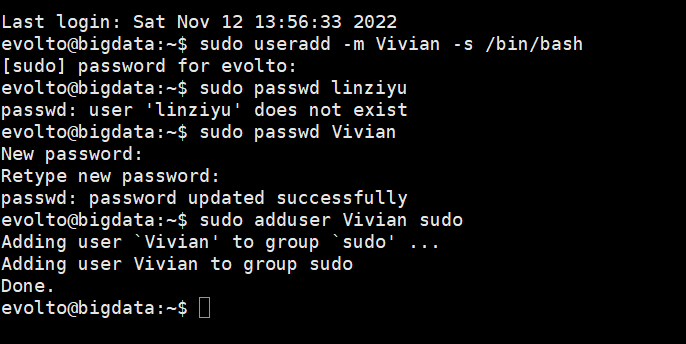 Last login: Sat Nov 12 13:56:33 2022
evolto@bigdata:~$ sudo useradd -m Vivian -s /bin/bash
[sudo] password for evolto:
evolto@bigdata:~$ sudo passwd linziyu
passwd: user 'linziyu' does not exist
evolto@bigdata:~$ sudo passwd Vivian
New password:
Retype new password:
passwd: password updated successfully
evolto@bigdata:~$ sudo adduser Vivian sudo
Adding user `Vivian' to group `sudo' ...
Adding user Vivian to group sudo
Done.
evolto@bigdata:~$